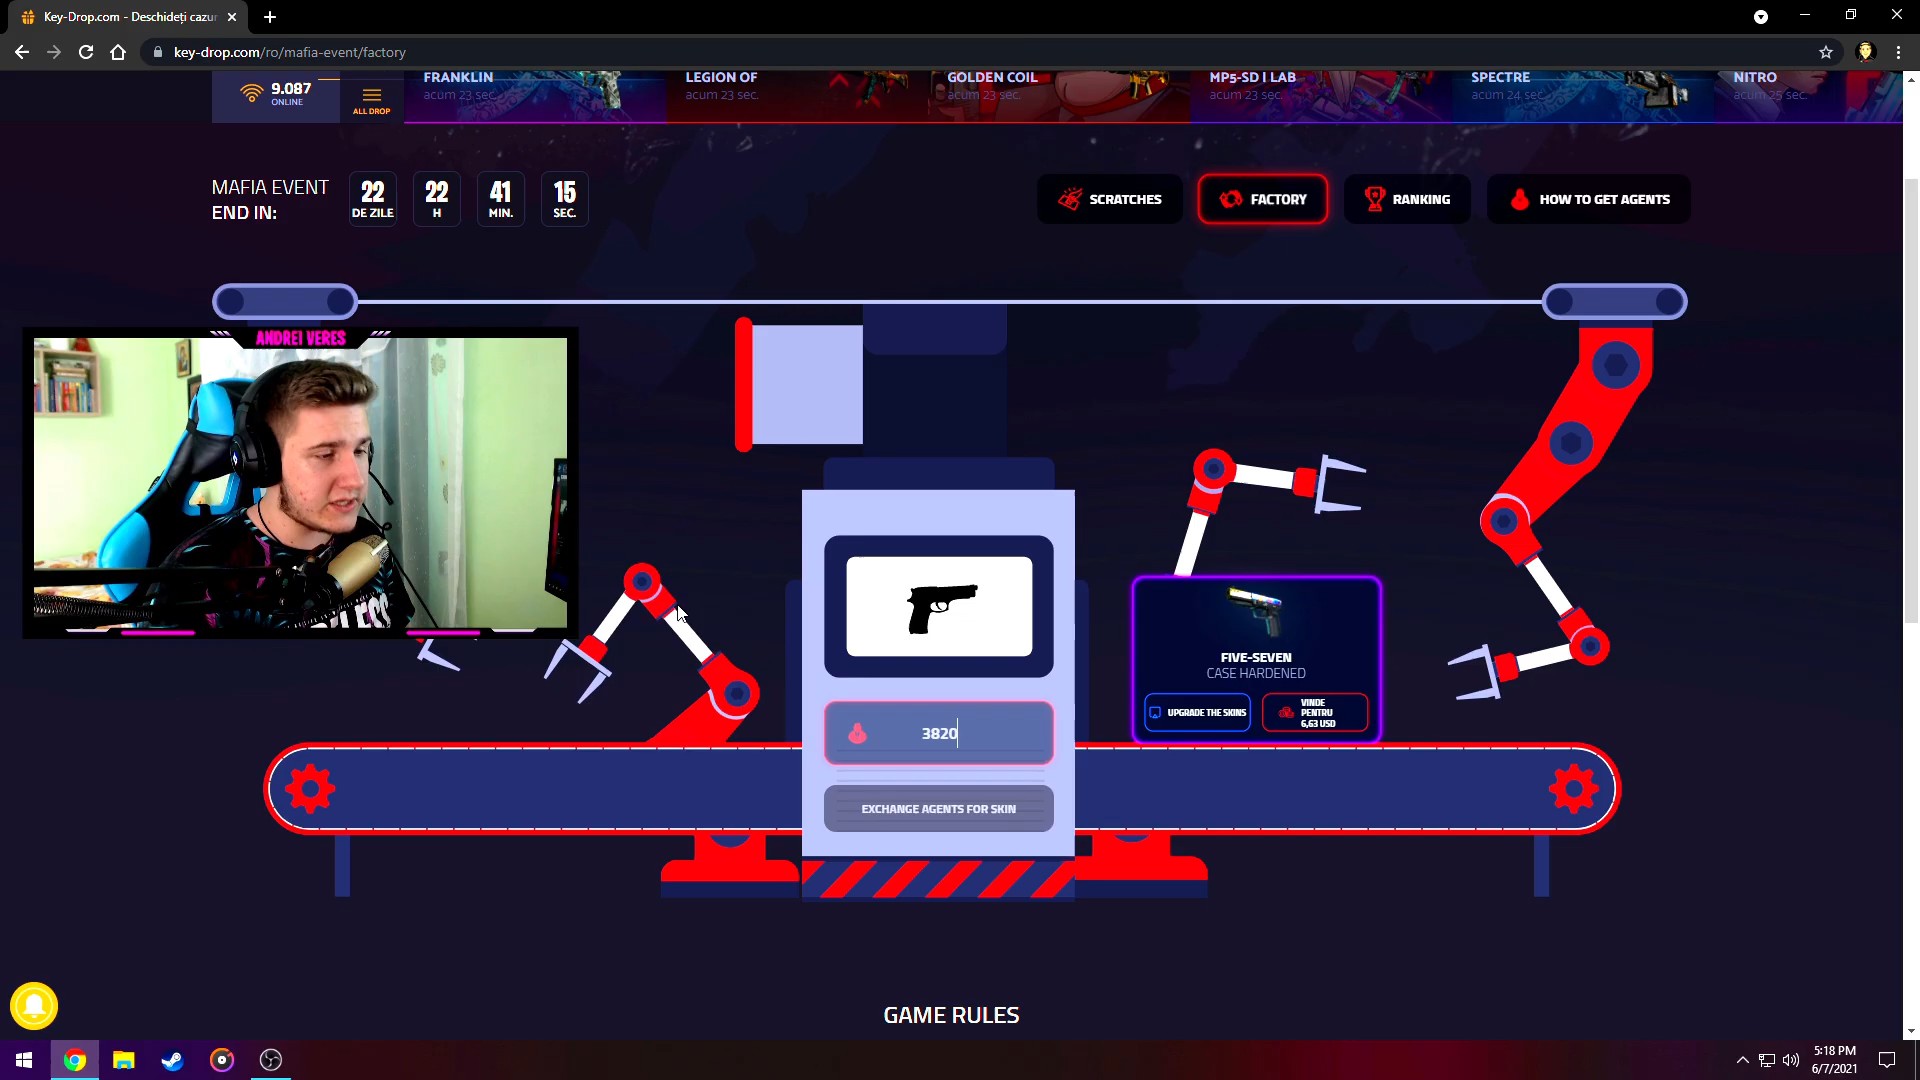 Key-Drop.com - Deschideți cazur
key-drop.com/ro/mafia-event/factory
9.087
ONLINE
ALL DROP
FRANKLIN
acum 23 sec.
LEGION OF
acum 23 sec.
GOLDEN COIL
acum 23 sec.
MP5-SD I LAB
acum 23 sec.
SPECTRE
acum 24 sec.
NITRO
acum 25 sec.
MAFIA EVENT
END IN:
22
DE ZILE
22
H
41
MIN.
15
SEC.
SCRATCHES
FACTORY
RANKING
HOW TO GET AGENTS
ANDREI VERES
FIVE-SEVEN
CASE HARDENED
UPGRADE THE SKINS
VINDE
PENTRU
6,63 USD
3820
EXCHANGE AGENTS FOR SKIN
GAME RULES
5:18 PM
6/7/2021